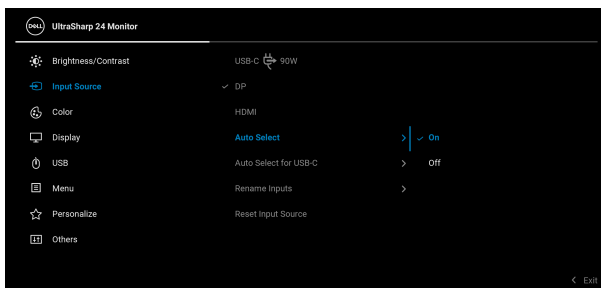 DELL UltraSharp 24 Monitor
Brightness/Contrast USB-C 90W
Input Source DP
Color HDMI
Display Auto Select On
USB Auto Select for USB-C Off
Menu Rename Inputs
Personalize Reset Input Source
Others
Exit